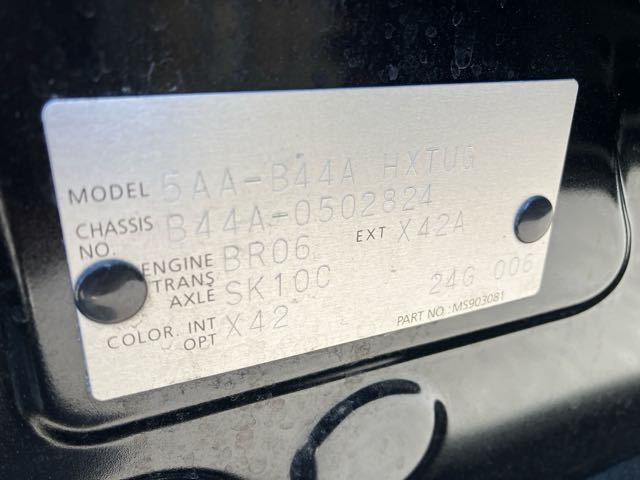 MODEL 5AA-B44A HXTUG
CHASSIS NO. B44A-0502824
ENGINE BR06 EXT X42A
TRANS AXLE SK10C 24G 006
COLOR. INT OPT X42
PART NO : MS903081